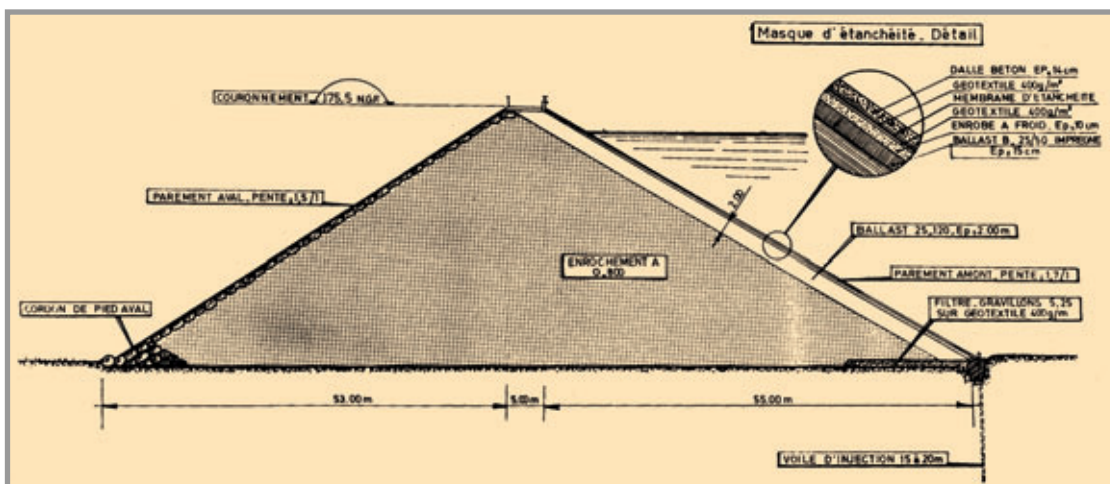 Masque d'étanchéité. Détail
DALLE BETON EP.14cm
GEOTEXTILE 400g/m²
MEMBRANE D'ETANCHEITE
GEOTEXTILE 400g/m²
ENROBE A FROID. Ep.10cm
BALLAST B. 25/50 IMPREGNE
Ep.15cm
COURONNEMENT 175,5 NGF
PAREMENT AVAL. PENTE.1,5/1
2.00
BALLAST 25.120.Ep.2.00m
ENROCHEMENT A
0.800
PAREMENT AMONT. PENTE.1,7/1
CORDON DE PIED AVAL
FILTRE. GRAVILLONS 5.25
SUR GEOTEXTILE 400g/m
53.00m
5.00m
55.00m
VOILE D'INJECTION 15 à 20m